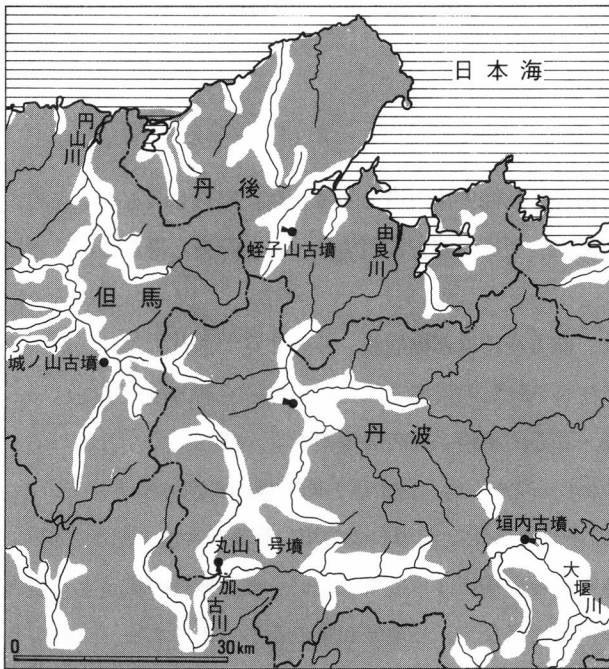 日本海
円山川
丹後
蛭子山古墳
由良川
但馬
城ノ山古墳
丹波
垣内古墳
丸山1号墳
大堰川
加古川
0
30km